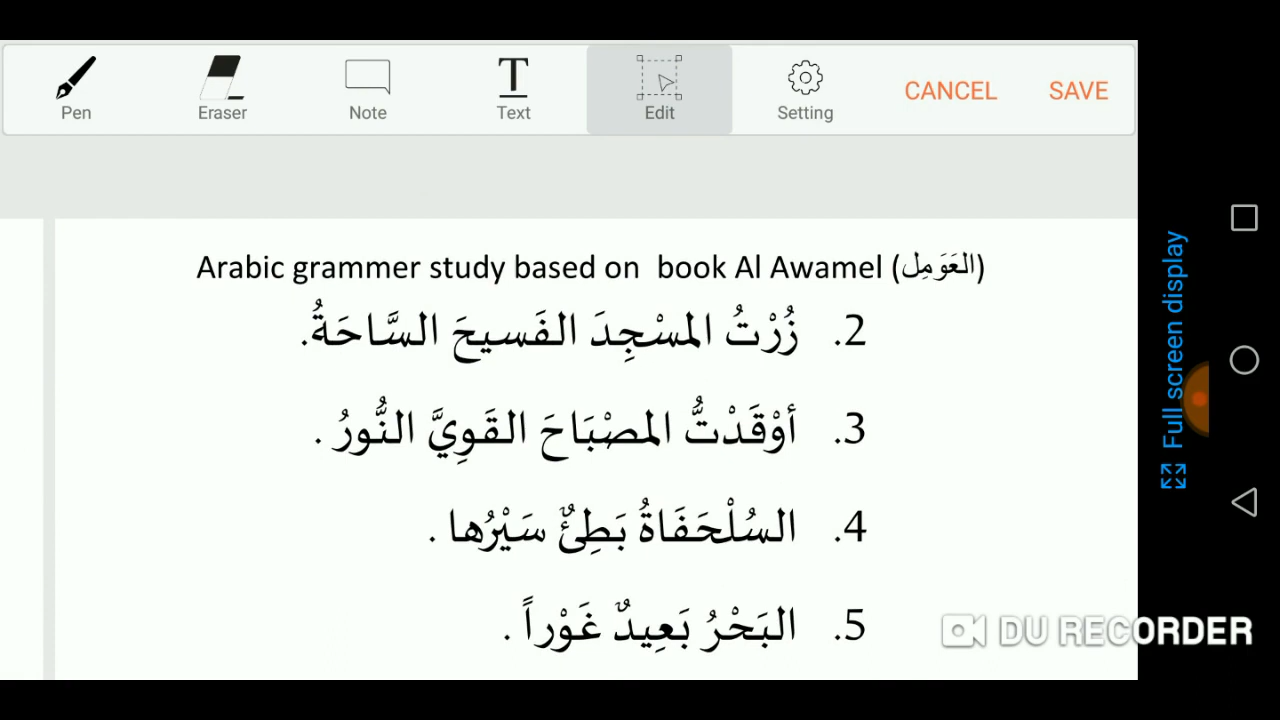 Pen
Eraser
Note
Text
Edit
Setting
CANCEL
SAVE
Arabic grammer study based on book Al Awamel (العَوَمِل)
2. زُرْتُ المسْجِدَ الفَسيحَ السَّاحَةُ.
3. أوْقَدْتُّ المصْبَاحَ القَوِيَّ النُّورُ .
4. السُلْحَفَاةُ بَطِئٌ سَيْرُها .
5. البَحْرُ بَعِيدٌ غَوْراً .
Full screen display
DU RECORDER